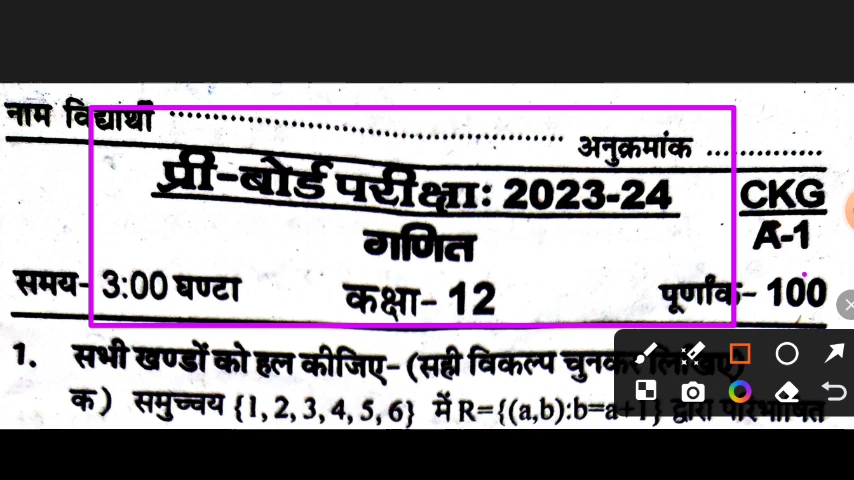 नाम विद्यार्थी ........................................ अनुक्रमांक .............
प्री-बोर्ड परीक्षा: 2023-24
CKG
गणित
A-1
समय- 3:00 घण्टा कक्षा- 12 पूर्णांक- 100
1. सभी खण्डों को हल कीजिए- (सही विकल्प चुनकर लिखिए)
क) समुच्चय {1, 2, 3, 4, 5, 6} में R={(a,b):b=a+1} द्वारा परिभाषित